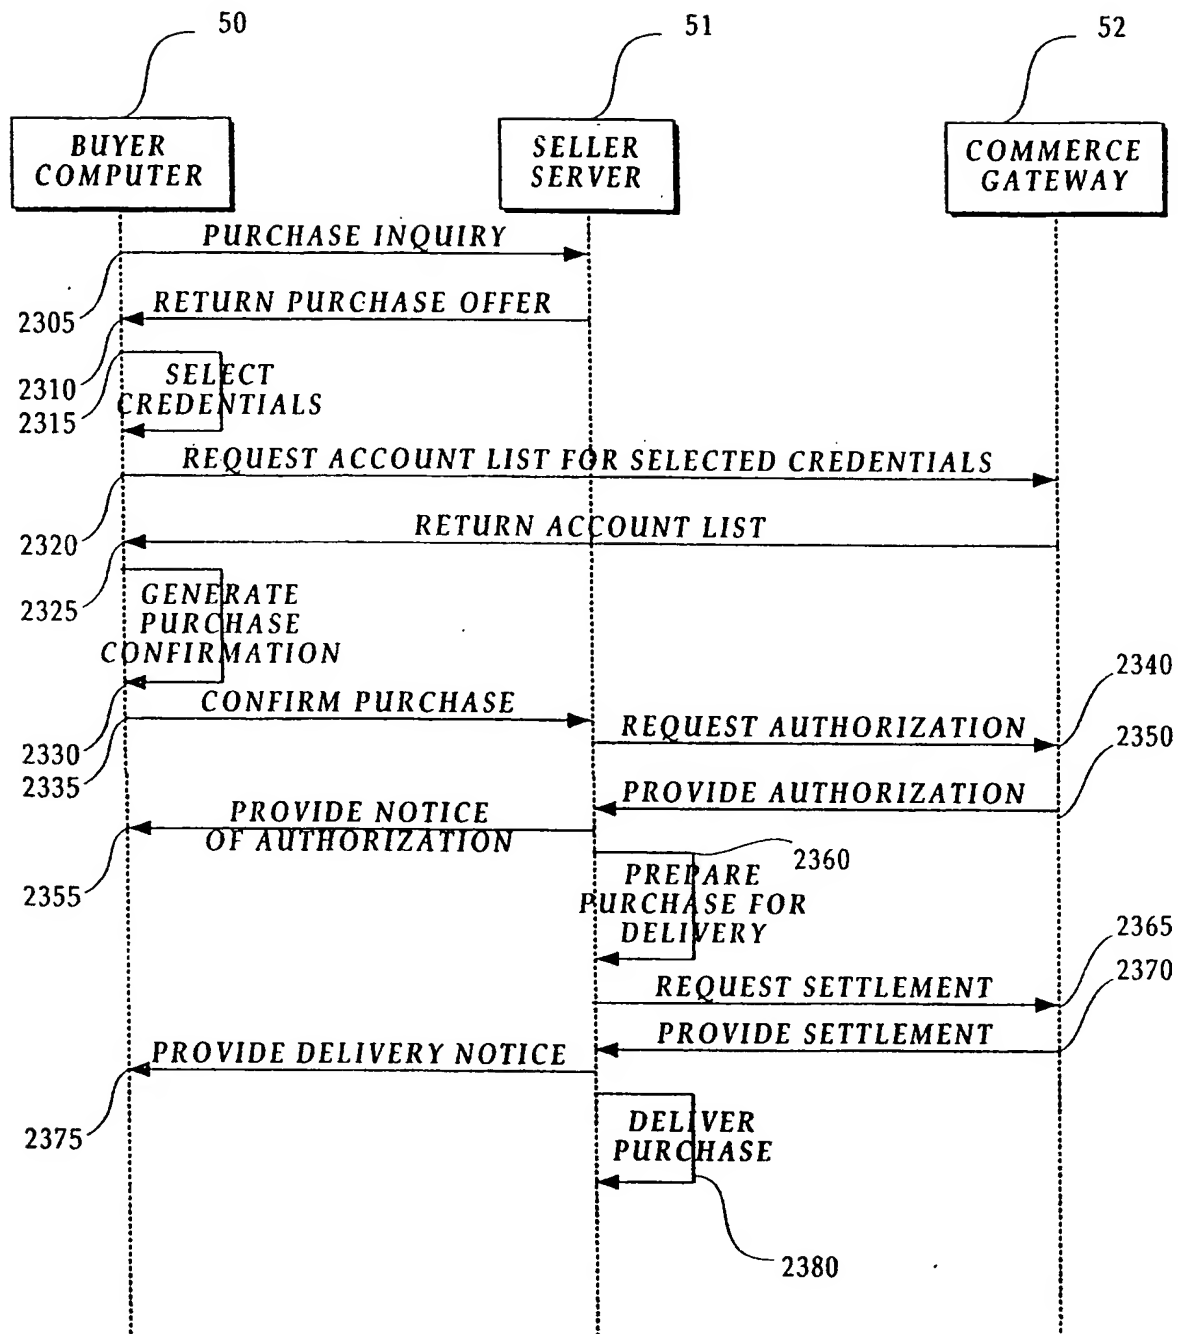 50
51
52
BUYER
COMPUTER
SELLER
SERVER
COMMERCE
GATEWAY
PURCHASE INQUIRY
2305
RETURN PURCHASE OFFER
2310
SELECT
CREDENTIALS
2315
REQUEST ACCOUNT LIST FOR SELECTED CREDENTIALS
2320
RETURN ACCOUNT LIST
2325
GENERATE
PURCHASE
CONFIRMATION
2330
CONFIRM PURCHASE
2335
REQUEST AUTHORIZATION
2340
PROVIDE AUTHORIZATION
2350
PROVIDE NOTICE
OF AUTHORIZATION
2355
PREPARE
PURCHASE FOR
DELIVERY
2360
REQUEST SETTLEMENT
2365
PROVIDE SETTLEMENT
2370
PROVIDE DELIVERY NOTICE
2375
DELIVER
PURCHASE
2380